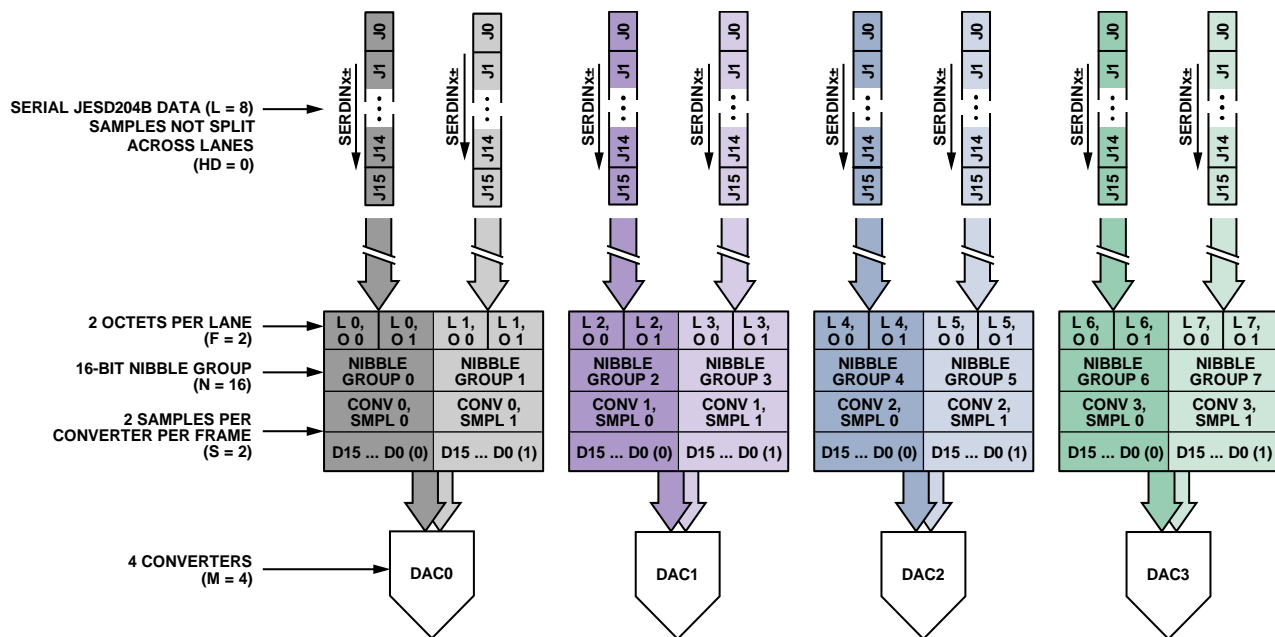 SERIAL JESD204B DATA (L = 8)
SAMPLES NOT SPLIT
ACROSS LANES
(HD = 0)
SERDINx±
J0
J1
J14
J15
SERDINx±
J0
J1
J14
J15
SERDINx±
J0
J1
J14
J15
SERDINx±
J0
J1
J14
J15
SERDINx±
J0
J1
J14
J15
SERDINx±
J0
J1
J14
J15
SERDINx±
J0
J1
J14
J15
SERDINx±
J0
J1
J14
J15
2 OCTETS PER LANE
(F = 2)
L 0,
O 0
L 0,
O 1
L 1,
O 0
L 1,
O 1
L 2,
O 0
L 2,
O 1
L 3,
O 0
L 3,
O 1
L 4,
O 0
L 4,
O 1
L 5,
O 0
L 5,
O 1
L 6,
O 0
L 6,
O 1
L 7,
O 0
L 7,
O 1
16-BIT NIBBLE GROUP
(N = 16)
NIBBLE
GROUP 0
NIBBLE
GROUP 1
NIBBLE
GROUP 2
NIBBLE
GROUP 3
NIBBLE
GROUP 4
NIBBLE
GROUP 5
NIBBLE
GROUP 6
NIBBLE
GROUP 7
2 SAMPLES PER
CONVERTER PER FRAME
(S = 2)
CONV 0,
SMPL 0
CONV 0,
SMPL 1
CONV 1,
SMPL 0
CONV 1,
SMPL 1
CONV 2,
SMPL 0
CONV 2,
SMPL 1
CONV 3,
SMPL 0
CONV 3,
SMPL 1
D15 ... D0 (0)
D15 ... D0 (1)
D15 ... D0 (0)
D15 ... D0 (1)
D15 ... D0 (0)
D15 ... D0 (1)
D15 ... D0 (0)
D15 ... D0 (1)
4 CONVERTERS
(M = 4)
DAC0
DAC1
DAC2
DAC3